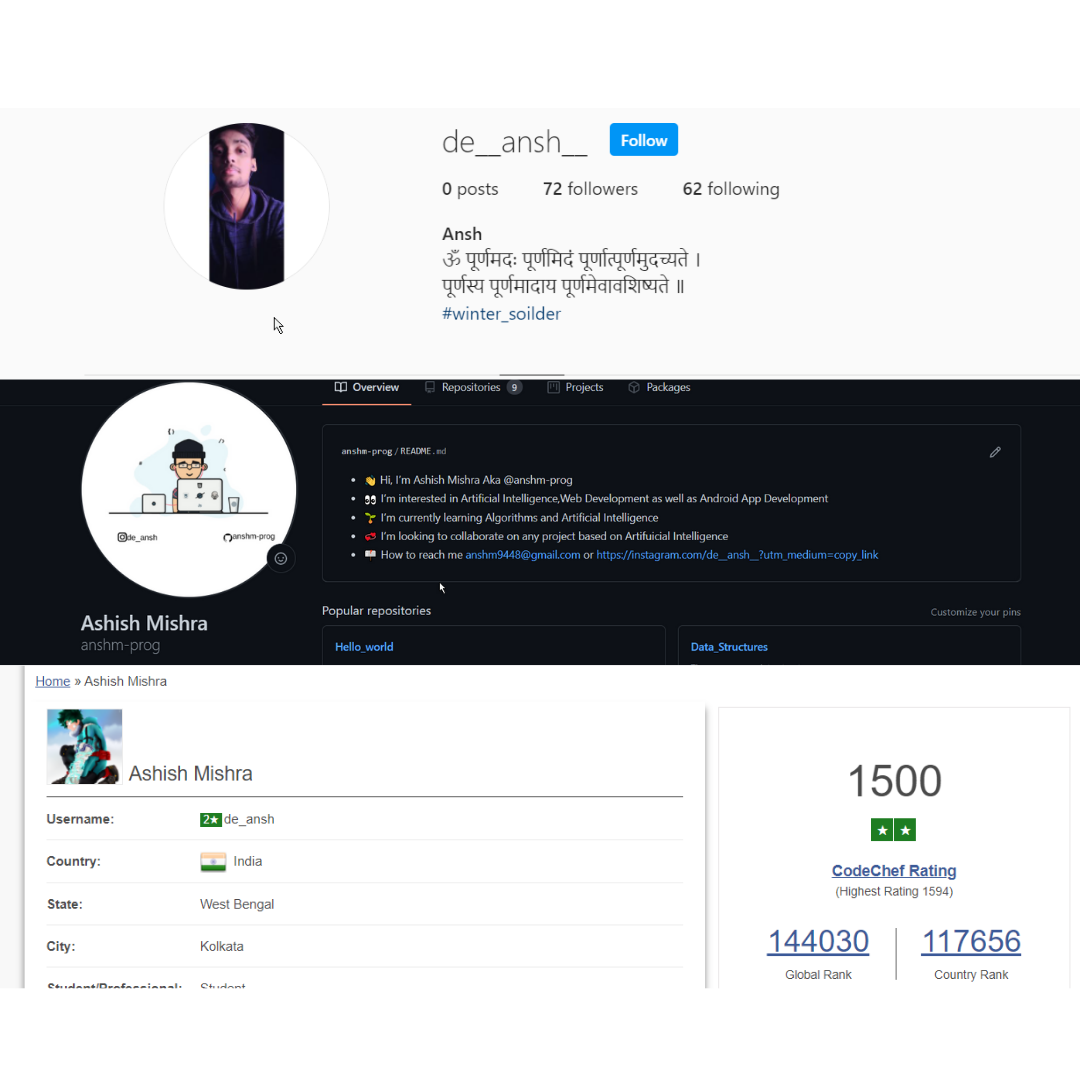 de__ansh__ Follow
0 posts 72 followers 62 following
Ansh
ॐ पूर्णमदः पूर्णमिदं पूर्णात्पूर्णमुदच्यते ।
पूर्णस्य पूर्णमादाय पूर्णमेवावशिष्यते ॥
#winter_soilder
Overview Repositories 9 Projects Packages
anshm-prog / README.md
👋 Hi, I'm Ashish Mishra Aka @anshm-prog
👀 I'm interested in Artificial Intelligence,Web Development as well as Android App Development
🌱 I'm currently learning Algorithms and Artificial Intelligence
💞️ I'm looking to collaborate on any project based on Artifuicial Intelligence
📫 How to reach me anshm9448@gmail.com or https://instagram.com/de__ansh__?utm_medium=copy_link
de_ansh anshm-prog
Ashish Mishra
anshm-prog
Popular repositories Customize your pins
Hello_world Data_Structures
Home » Ashish Mishra
Ashish Mishra
Username: 2★ de_ansh
Country: India
State: West Bengal
City: Kolkata
Student/Professional: Student
1500
★ ★
CodeChef Rating
(Highest Rating 1594)
144030 117656
Global Rank Country Rank